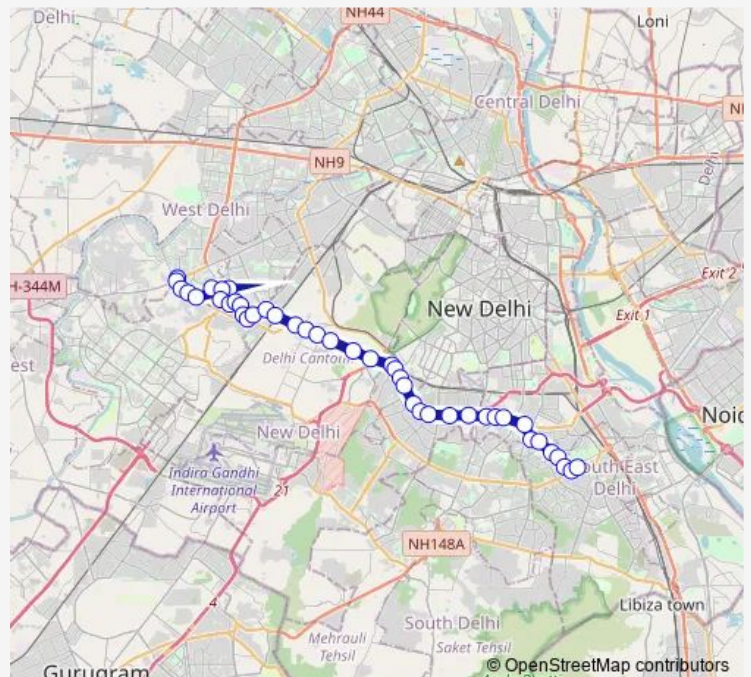 NH44
Loni
Delhi
Central Delhi
NH9
Delhi
West Delhi
Exit 2
H-344M
New Delhi
Exit 1
est
Delhi Canton
Noid
New Delhi
Indira Gandhi
International
Airport
21
outh East
Delhi
NH148A
4
Libiza town
South Delhi
Mehrauli
Tehsil
Saket Tehsil
Gurugram
© OpenStreetMap contributors